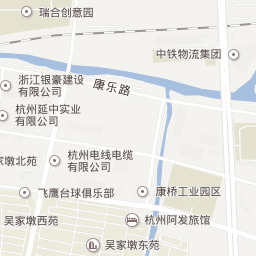 瑞合创意园
中铁物流集团
浙江银豪建设
有限公司
康乐路
杭州延中实业
有限公司
杭州电线电缆
有限公司
家墩北苑
飞鹰台球俱乐部
康桥工业园区
吴家墩西苑
杭州阿发旅馆
吴家墩东苑